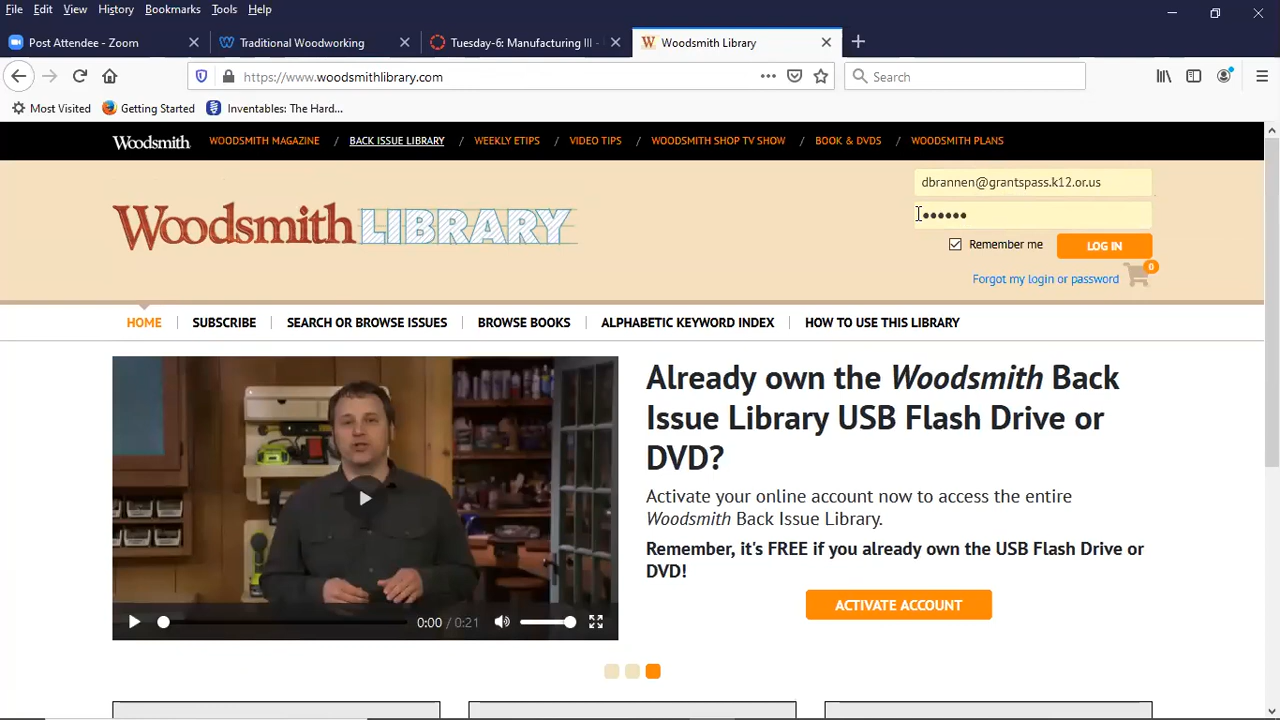 File Edit View History Bookmarks Tools Help
Post Attendee - Zoom
Traditional Woodworking
Tuesday-6: Manufacturing III -
Woodsmith Library
https://www.woodsmithlibrary.com
Search
Most Visited Getting Started Inventables: The Hard...
Woodsmith WOODSMITH MAGAZINE / BACK ISSUE LIBRARY / WEEKLY ETIPS / VIDEO TIPS / WOODSMITH SHOP TV SHOW / BOOK & DVDS / WOODSMITH PLANS
dbrannen@grantspass.k12.or.us
Woodsmith LIBRARY
Remember me LOG IN
0
Forgot my login or password
HOME SUBSCRIBE SEARCH OR BROWSE ISSUES BROWSE BOOKS ALPHABETIC KEYWORD INDEX HOW TO USE THIS LIBRARY
Already own the Woodsmith Back
Issue Library USB Flash Drive or
DVD?
Activate your online account now to access the entire
Woodsmith Back Issue Library.
Remember, it's FREE if you already own the USB Flash Drive or
DVD!
ACTIVATE ACCOUNT
0:00 / 0:21